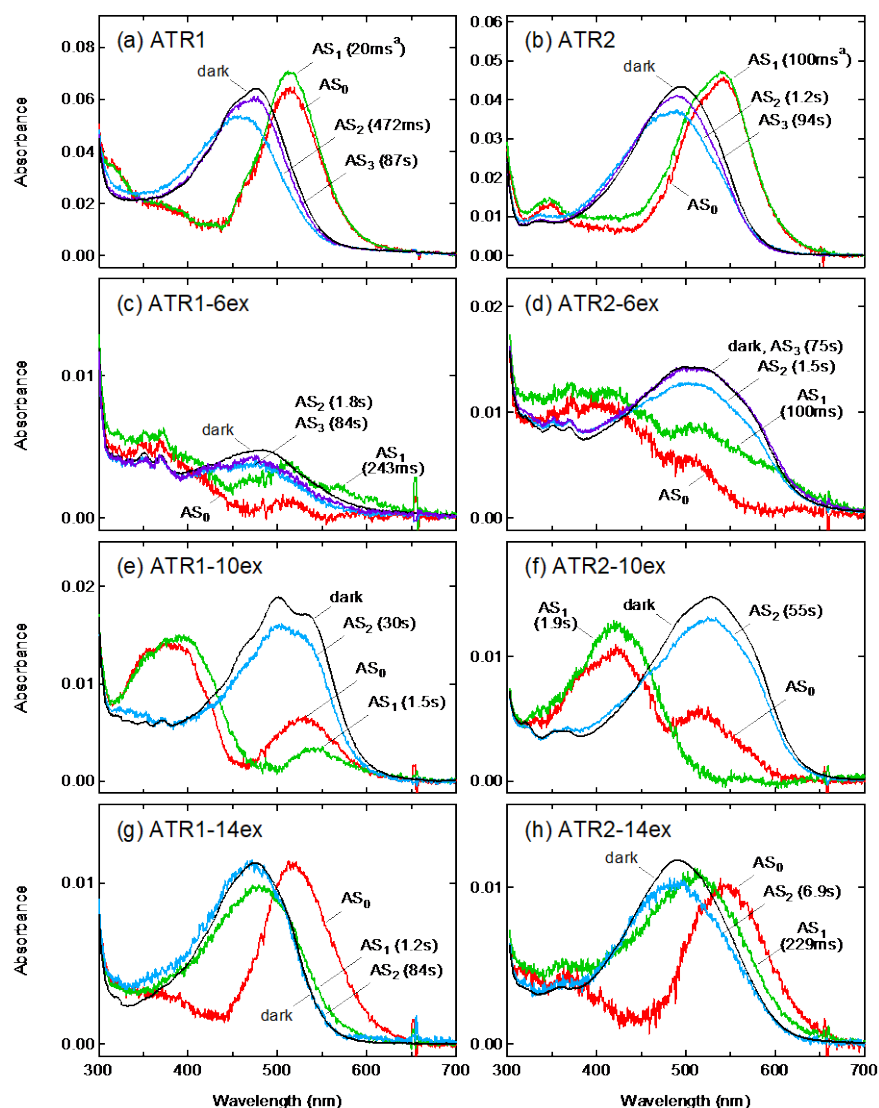 (a) ATR1
Absorbance
0.08
0.06
0.04
0.02
0.00
dark
AS1 (20msa)
AS0
AS2 (472ms)
AS3 (87s)
(b) ATR2
Absorbance
0.06
0.05
0.04
0.03
0.02
0.01
0.00
dark
AS1 (100msa)
AS2 (1.2s)
AS3 (94s)
AS0
(c) ATR1-6ex
Absorbance
0.01
0.00
AS2 (1.8s)
AS3 (84s)
dark
AS1
(243ms)
AS0
(d) ATR2-6ex
Absorbance
0.02
0.01
0.00
dark, AS3 (75s)
AS2 (1.5s)
AS1
(100ms)
AS0
(e) ATR1-10ex
Absorbance
0.02
0.01
0.00
dark
AS2 (30s)
AS0
AS1 (1.5s)
(f) ATR2-10ex
Absorbance
0.01
0.00
AS1
(1.9s)
dark
AS2 (55s)
AS0
(g) ATR1-14ex
Absorbance
0.01
0.00
AS0
AS1 (1.2s)
AS2 (84s)
dark
300 400 500 600 700
Wavelength (nm)
(h) ATR2-14ex
Absorbance
0.01
0.00
dark
AS0
AS2 (6.9s)
AS1
(229ms)
300 400 500 600 700
Wavelength (nm)